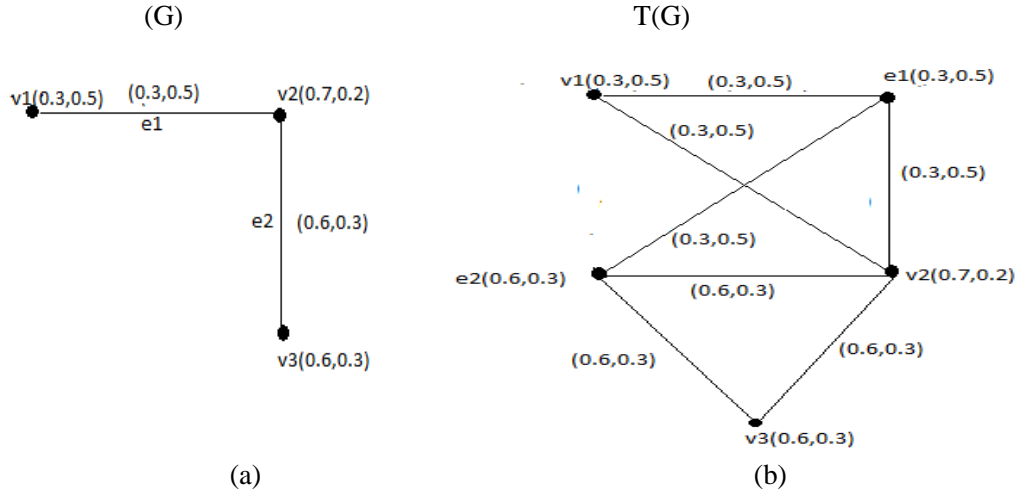 (G)
T(G)
v1(0.3,0.5)
(0.3,0.5)
v2(0.7,0.2)
e1
e2
(0.6,0.3)
v3(0.6,0.3)
(a)
v1(0.3,0.5)
(0.3,0.5)
e1(0.3,0.5)
(0.3,0.5)
(0.3,0.5)
(0.3,0.5)
e2(0.6,0.3)
(0.6,0.3)
v2(0.7,0.2)
(0.6,0.3)
(0.6,0.3)
v3(0.6,0.3)
(b)